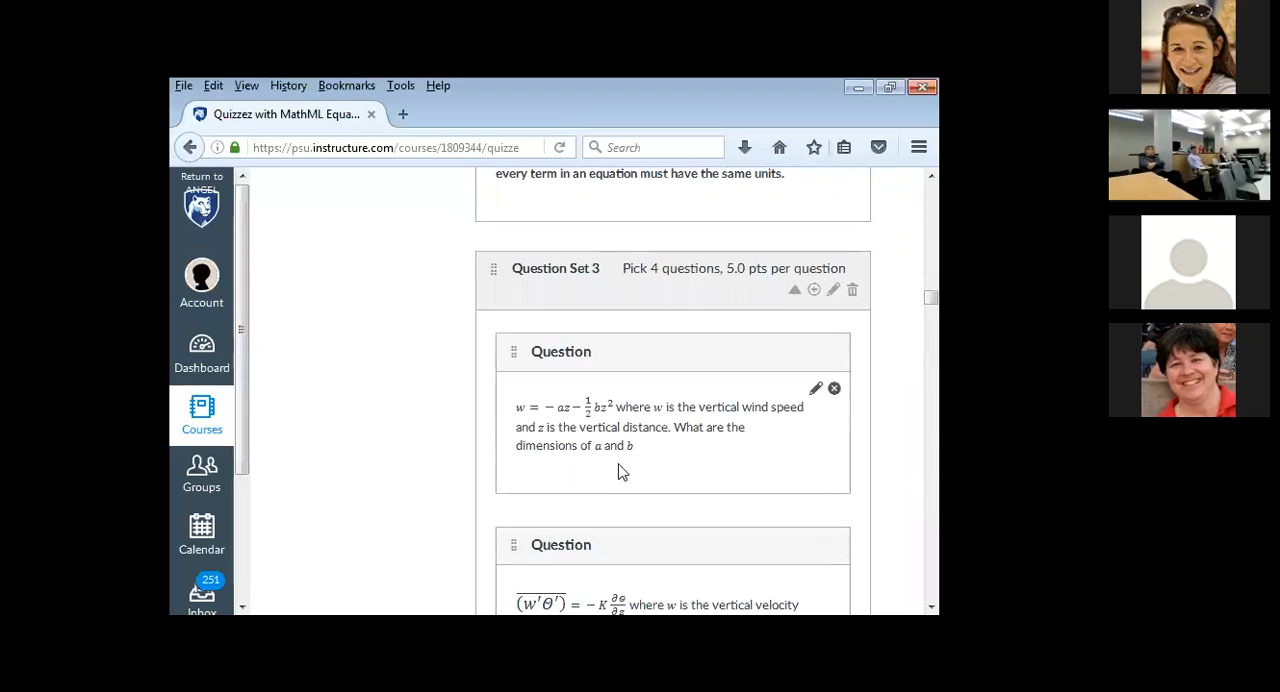 File Edit View History Bookmarks Tools Help
Quizzez with MathML Equa...
https://psu.instructure.com/courses/1809344/quizze
Search
Return to
ANGEL
Account
Dashboard
Courses
Groups
Calendar
251
Inbox
every term in an equation must have the same units.
Question Set 3 Pick 4 questions, 5.0 pts per question
Question
w = − az− 1/2 bz² where w is the vertical wind speed
and z is the vertical distance. What are the
dimensions of a and b
Question
(w′Θ′) = −K ∂Θ/∂z where w is the vertical velocity